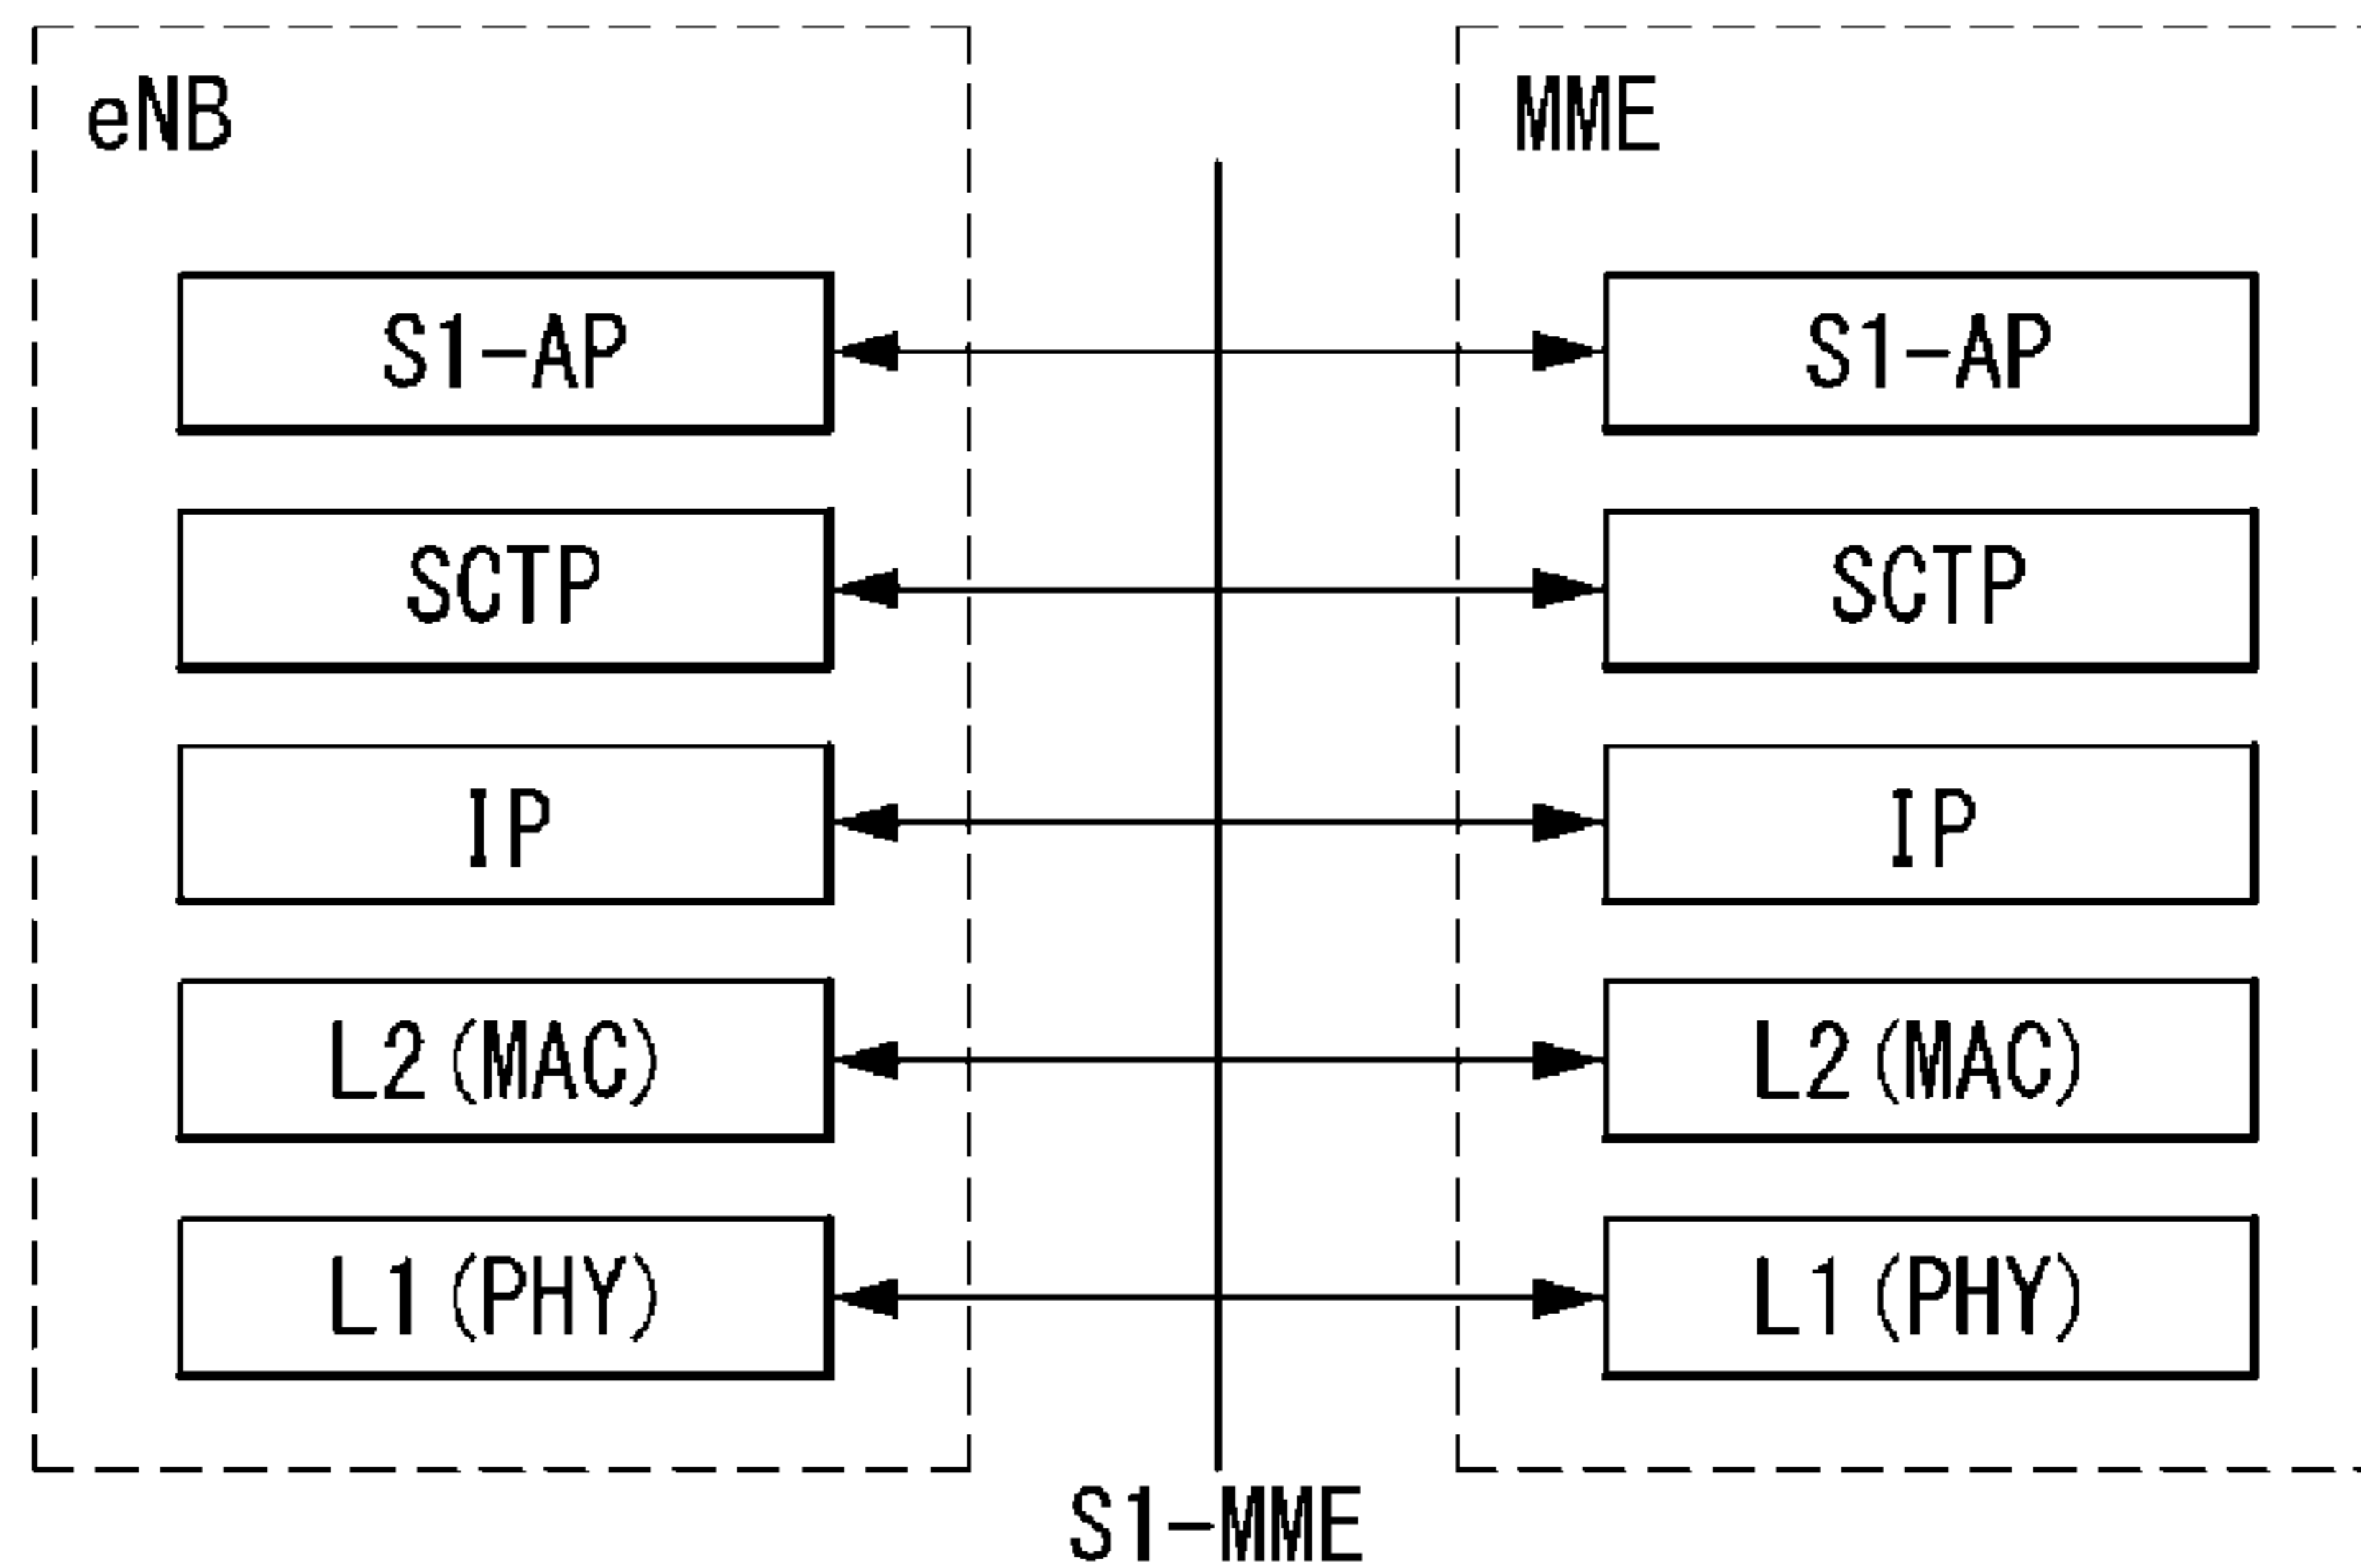 eNB
MME
S1-AP
S1-AP
SCTP
SCTP
IP
IP
L2(MAC)
L2(MAC)
L1(PHY)
L1(PHY)
S1-MME